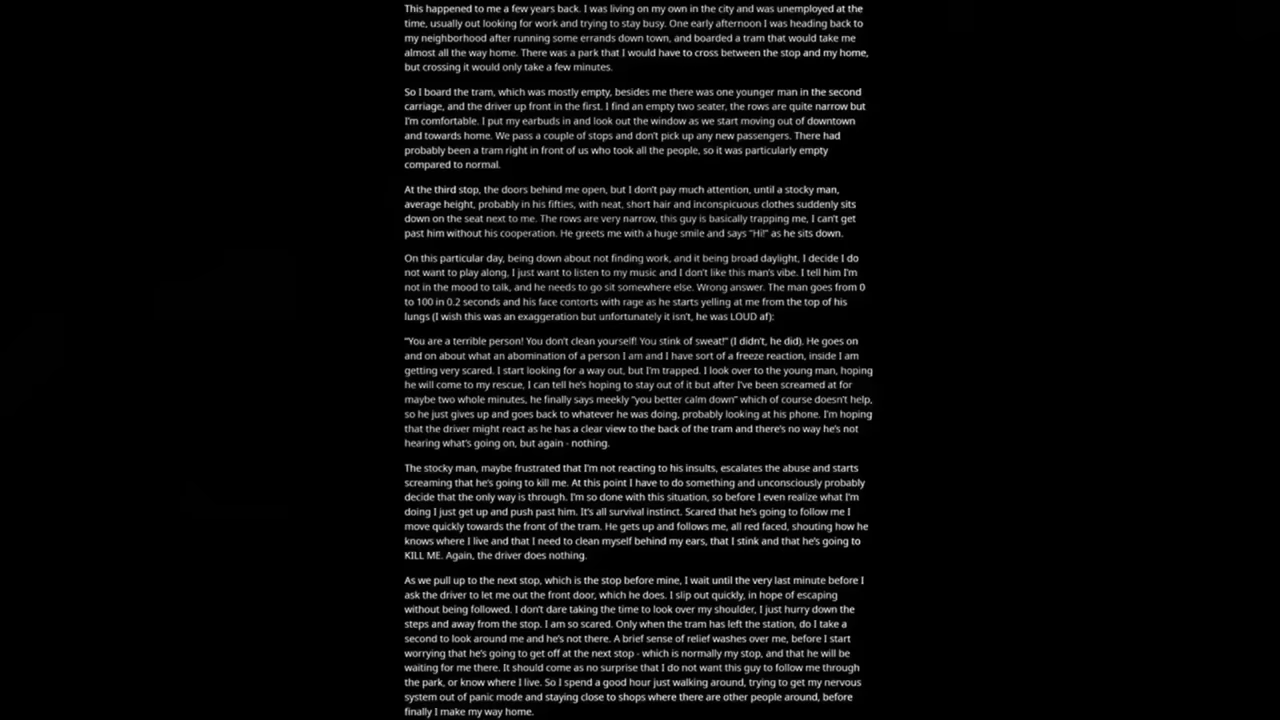 This happened to me a few years back. I was living on my own in the city and was unemployed at the
time, usually out looking for work and trying to stay busy. One early afternoon I was heading back to
my neighborhood after running some errands down town, and boarded a tram that would take me
almost all the way home. There was a park that I would have to cross between the stop and my home,
but crossing it would only take a few minutes.
So I board the tram, which was mostly empty, besides me there was one younger man in the second
carriage, and the driver up front in the first. I find an empty two seater, the rows are quite narrow but
I'm comfortable. I put my earbuds in and look out the window as we start moving out of downtown
and towards home. We pass a couple of stops and don't pick up any new passengers. There had
probably been a tram right in front of us who took all the people, so it was particularly empty
compared to normal.
At the third stop, the doors behind me open, but I don't pay much attention, until a stocky man,
average height, probably in his fifties, with neat, short hair and inconspicuous clothes suddenly sits
down on the seat next to me. The rows are very narrow, this guy is basically trapping me, I can't get
past him without his cooperation. He greets me with a huge smile and says "Hi!" as he sits down.
On this particular day, being down about not finding work, and it being broad daylight, I decide I do
not want to play along, I just want to listen to my music and I don't like this man's vibe. I tell him I'm
not in the mood to talk, and he needs to go sit somewhere else. Wrong answer. The man goes from 0
to 100 in 0.2 seconds and his face contorts with rage as he starts yelling at me from the top of his
lungs (I wish this was an exaggeration but unfortunately it isn't, he was LOUD af):
"You are a terrible person! You don't clean yourself! You stink of sweat!" (I didn't, he did). He goes on
and on about what an abomination of a person I am and I have sort of a freeze reaction, inside I am
getting very scared. I start looking for a way out, but I'm trapped. I look over to the young man, hoping
he will come to my rescue, I can tell he's hoping to stay out of it but after I've been screamed at for
maybe two whole minutes, he finally says meekly "you better calm down" which of course doesn't help,
so he just gives up and goes back to whatever he was doing, probably looking at his phone. I'm hoping
that the driver might react as he has a clear view to the back of the tram and there's no way he's not
hearing what's going on, but again - nothing.
The stocky man, maybe frustrated that I'm not reacting to his insults, escalates the abuse and starts
screaming that he's going to kill me. At this point I have to do something and unconsciously probably
decide that the only way is through. I'm so done with this situation, so before I even realize what I'm
doing I just get up and push past him. It's all survival instinct. Scared that he's going to follow me I
move quickly towards the front of the tram. He gets up and follows me, all red faced, shouting how he
knows where I live and that I need to clean myself behind my ears, that I stink and that he's going to
KILL ME. Again, the driver does nothing.
As we pull up to the next stop, which is the stop before mine, I wait until the very last minute before I
ask the driver to let me out the front door, which he does. I slip out quickly, in hope of escaping
without being followed. I don't dare taking the time to look over my shoulder, I just hurry down the
steps and away from the stop. I am so scared. Only when the tram has left the station, do I take a
second to look around me and he's not there. A brief sense of relief washes over me, before I start
worrying that he's going to get off at the next stop - which is normally my stop, and that he will be
waiting for me there. It should come as no surprise that I do not want this guy to follow me through
the park, or know where I live. So I spend a good hour just walking around, trying to get my nervous
system out of panic mode and staying close to shops where there are other people around, before
finally I make my way home.